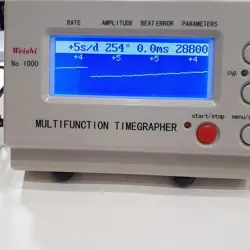 Weishi
No 1000
RATE AMPLITUDE BEAT ERROR PARAMETERS
+5s/d 254° 0.0ms 28800
+4 +5 +5 +4
sig.
MULTIFUNCTION TIMEGRAPHER
start/stop menu/